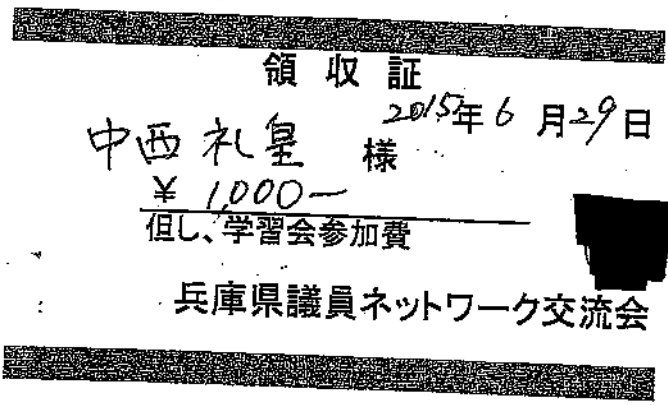 領収証
2015年6月29日
中西礼皇 様
¥ 1,000ー
但し、学習会参加費
兵庫県議員ネットワーク交流会